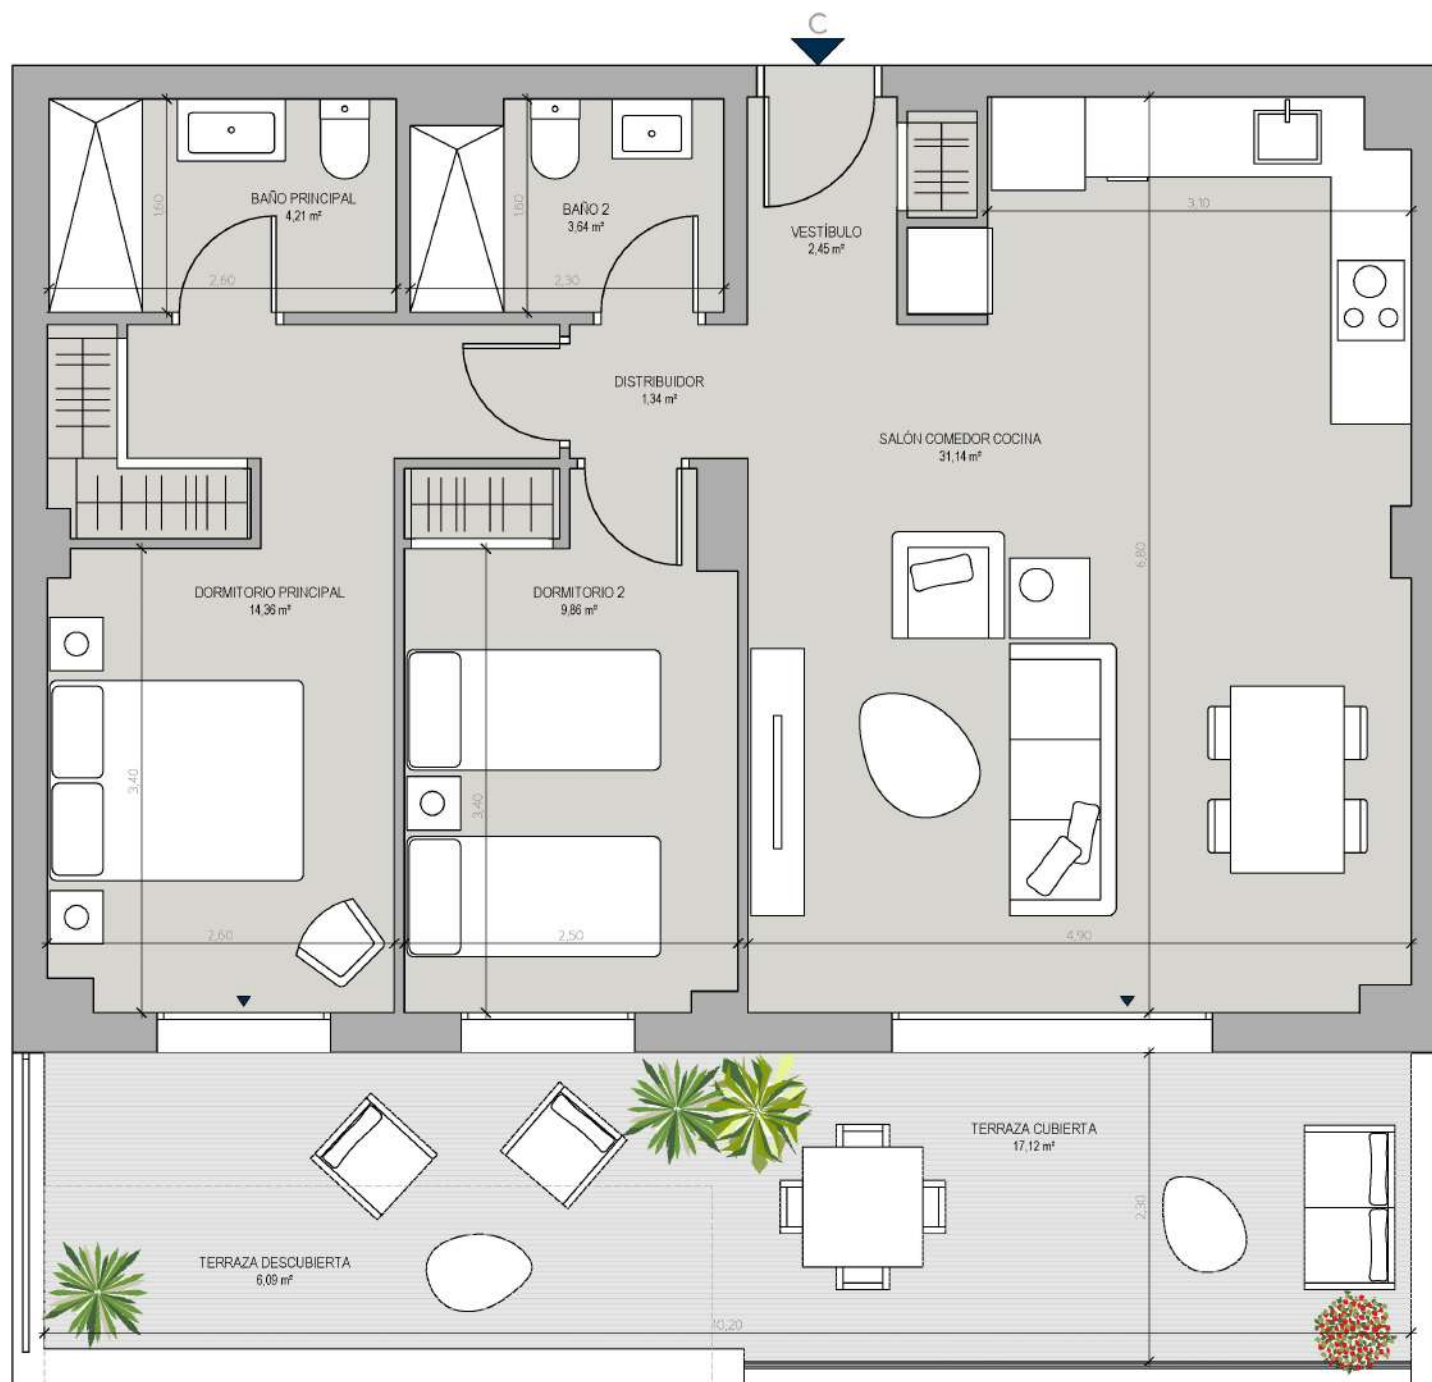 C
BAÑO PRINCIPAL
4,21 m²
1,60
2,60
BAÑO 2
3,64 m²
1,60
2,30
VESTÍBULO
2,45 m²
3,10
DISTRIBUIDOR
1,34 m²
SALÓN COMEDOR COCINA
31,14 m²
6,80
DORMITORIO PRINCIPAL
14,36 m²
3,40
2,60
DORMITORIO 2
9,86 m²
3,40
2,50
4,90
TERRAZA CUBIERTA
17,12 m²
2,30
TERRAZA DESCUBIERTA
6,09 m²
10,20